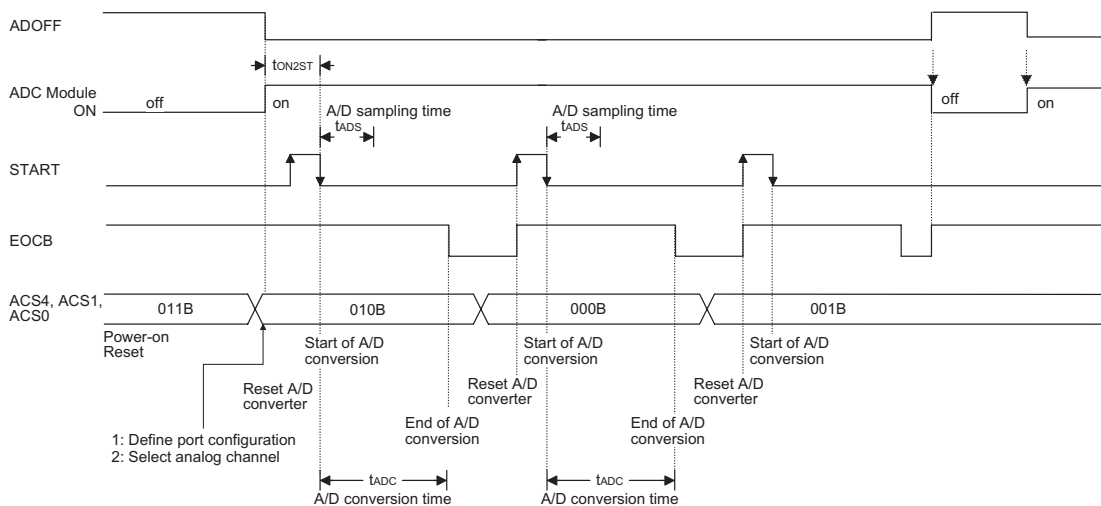 ADOFF
tON2ST
ADC Module
ON
off
on
A/D sampling time
tADS
A/D sampling time
tADS
off
on
START
EOCB
ACS4, ACS1,
ACS0
011B
010B
000B
001B
Power-on
Reset
Start of A/D
conversion
Start of A/D
conversion
Start of A/D
conversion
Reset A/D
converter
Reset A/D
converter
Reset A/D
converter
End of A/D
conversion
End of A/D
conversion
1: Define port configuration
2: Select analog channel
tADC
A/D conversion time
tADC
A/D conversion time